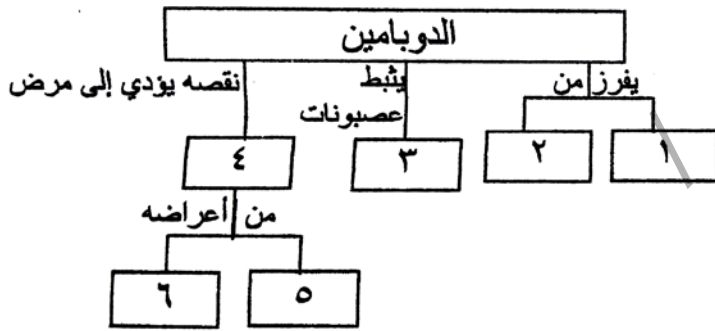 الدوبامين
يفرز من
يثبط
عصبونات
نقصه يؤدي إلى مرض
١
٢
٣
٤
من أعراضه
٥
٦